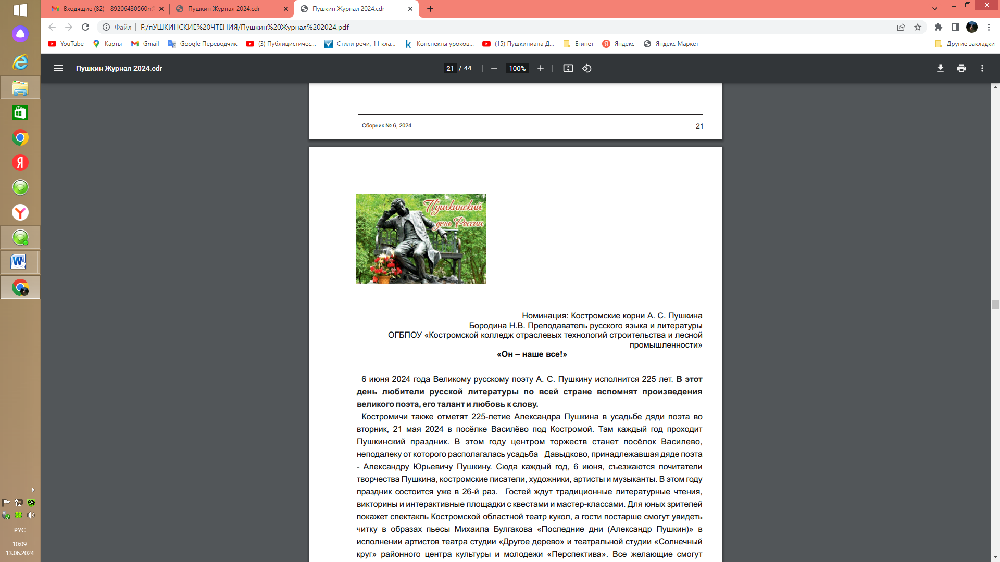 Входящие (82) - 89206430560n
Пушкин Журнал 2024.cdr
Пушкин Журнал 2024.cdr
Файл
F:/пУШКИНСКИЕ%20ЧТЕНИЯ/Пушкин%20Журнал%202024.pdf
YouTube
Карты
Gmail
Google Переводчик
(3) Публицистичес...
Стили речи, 11 кла...
Конспекты уроков...
(15) Пушкиниана Д...
Египет
Яндекс
Яндекс Маркет
Другие закладки
Пушкин Журнал 2024.cdr
21 / 44
100%
Сборник № 6, 2024
21
Пушкинский
день России
Номинация: Костромские корни А. С. Пушкина
Бородина Н.В. Преподаватель русского языка и литературы
ОГБПОУ «Костромской колледж отраслевых технологий строительства и лесной
промышленности»
«Он – наше все!»
6 июня 2024 года Великому русскому поэту А. С. Пушкину исполнится 225 лет. В этот
день любители русской литературы по всей стране вспомнят произведения
великого поэта, его талант и любовь к слову.
Костромичи также отметят 225-летие Александра Пушкина в усадьбе дяди поэта во
вторник, 21 мая 2024 в посёлке Василёво под Костромой. Там каждый год проходит
Пушкинский праздник. В этом году центром торжеств станет посёлок Василево,
неподалеку от которого располагалась усадьба Давыдково, принадлежавшая дяде поэта
- Александру Юрьевичу Пушкину. Сюда каждый год, 6 июня, съезжаются почитатели
творчества Пушкина, костромские писатели, художники, артисты и музыканты. В этом году
праздник состоится уже в 26-й раз. Гостей ждут традиционные литературные чтения,
викторины и интерактивные площадки с квестами и мастер-классами. Для юных зрителей
покажет спектакль Костромской областной театр кукол, а гости постарше смогут увидеть
читку в образах пьесы Михаила Булгакова «Последние дни (Александр Пушкин)» в
исполнении артистов театра студии «Другое дерево» и театральной студии «Солнечный
круг» районного центра культуры и молодежи «Перспектива». Все желающие смогут
РУС
10:09
13.06.2024